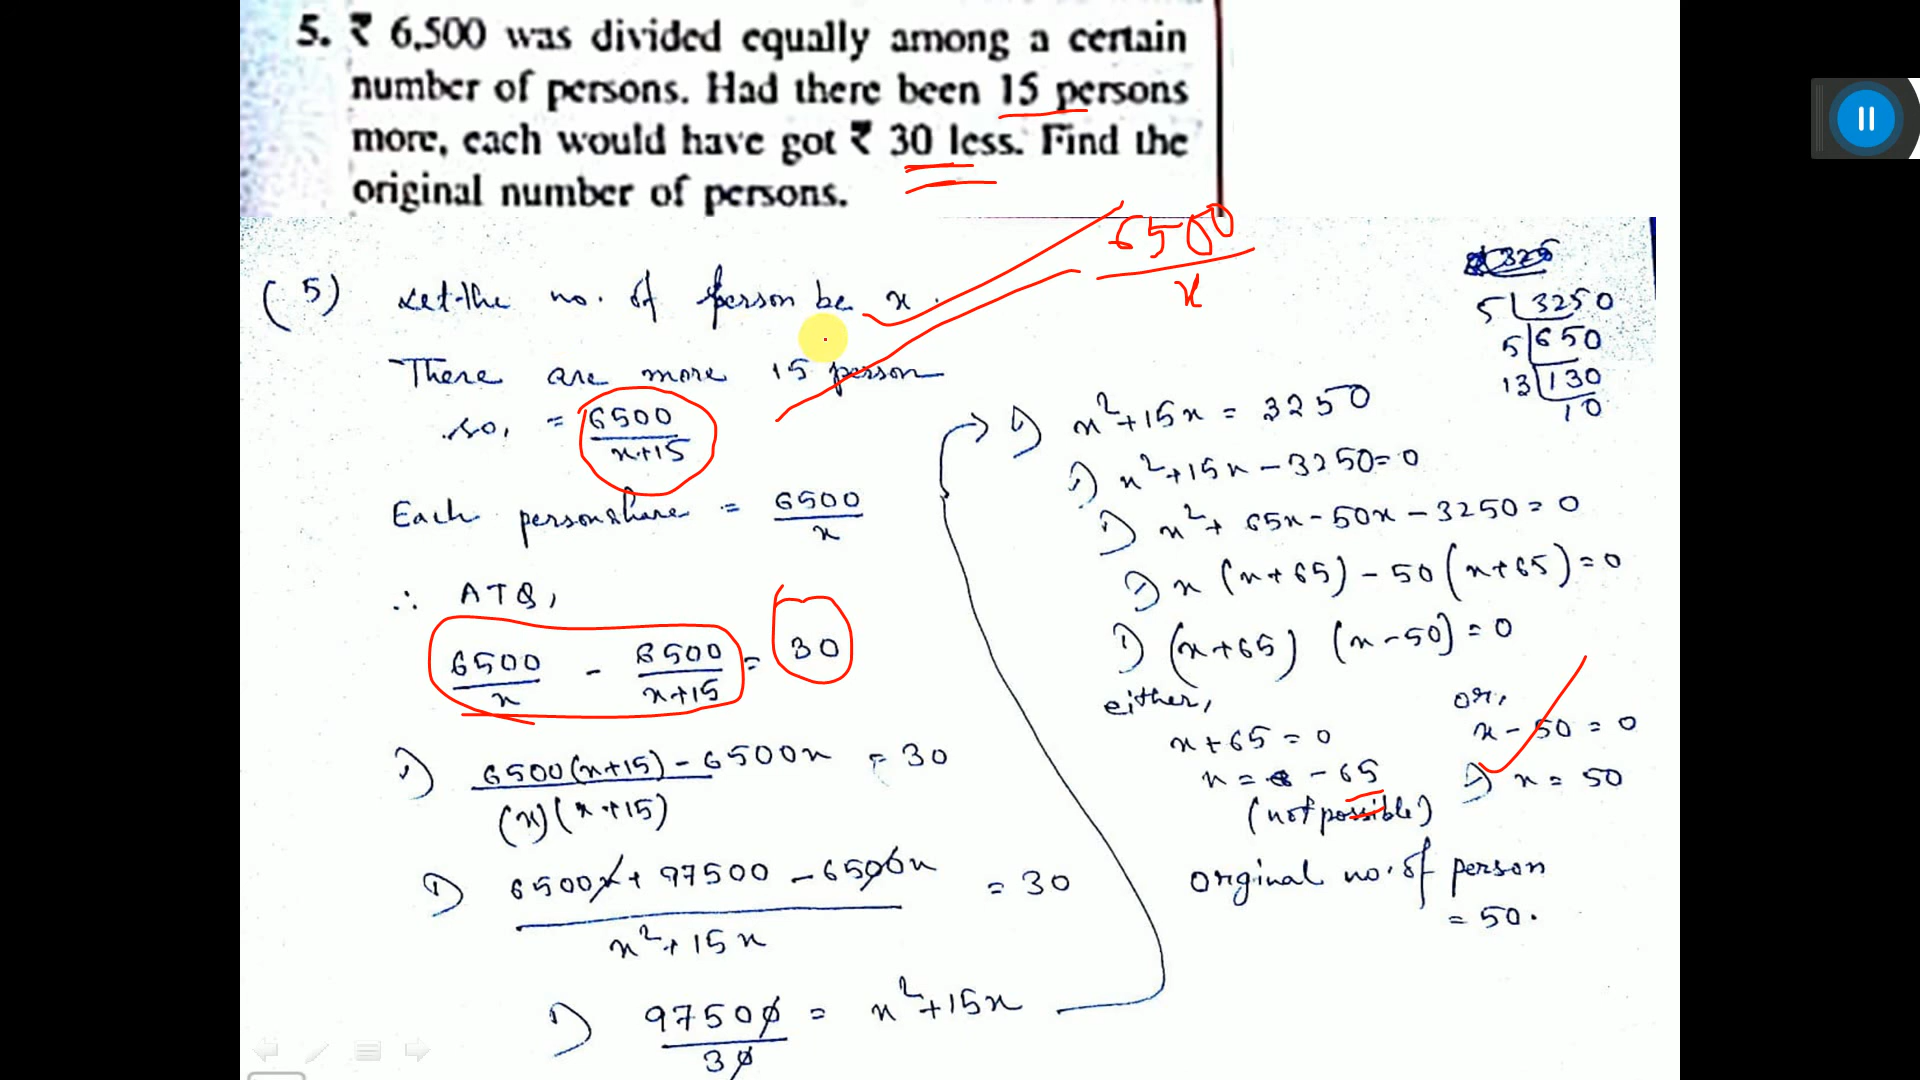 5. ₹ 6,500 was divided equally among a certain
number of persons. Had there been 15 persons
more, each would have got ₹ 30 less. Find the
original number of persons.
6500
x
(5) Let the no. of person be x.
There are more 15 person
so, = 6500
x+15
Each person share = 6500
x
∴ ATQ,
6500/x - 6500/x+15 = 30
⇒ 6500(x+15) - 6500x = 30
(x)(x+15)
⇒ 6500x + 97500 - 6500x = 30
x²+15x
⇒ 97500 = x²+15x
30
5 3250
5 650
13 130
10
⇒ x²+15x = 3250
⇒ x²+15x-3250=0
⇒ x²+65x-50x-3250=0
⇒ x(x+65)-50(x+65)=0
⇒ (x+65) (x-50)=0
either, or,
x+65=0 x-50=0
x = -65 ⇒ x = 50
(not possible)
orginal no. of person
= 50.